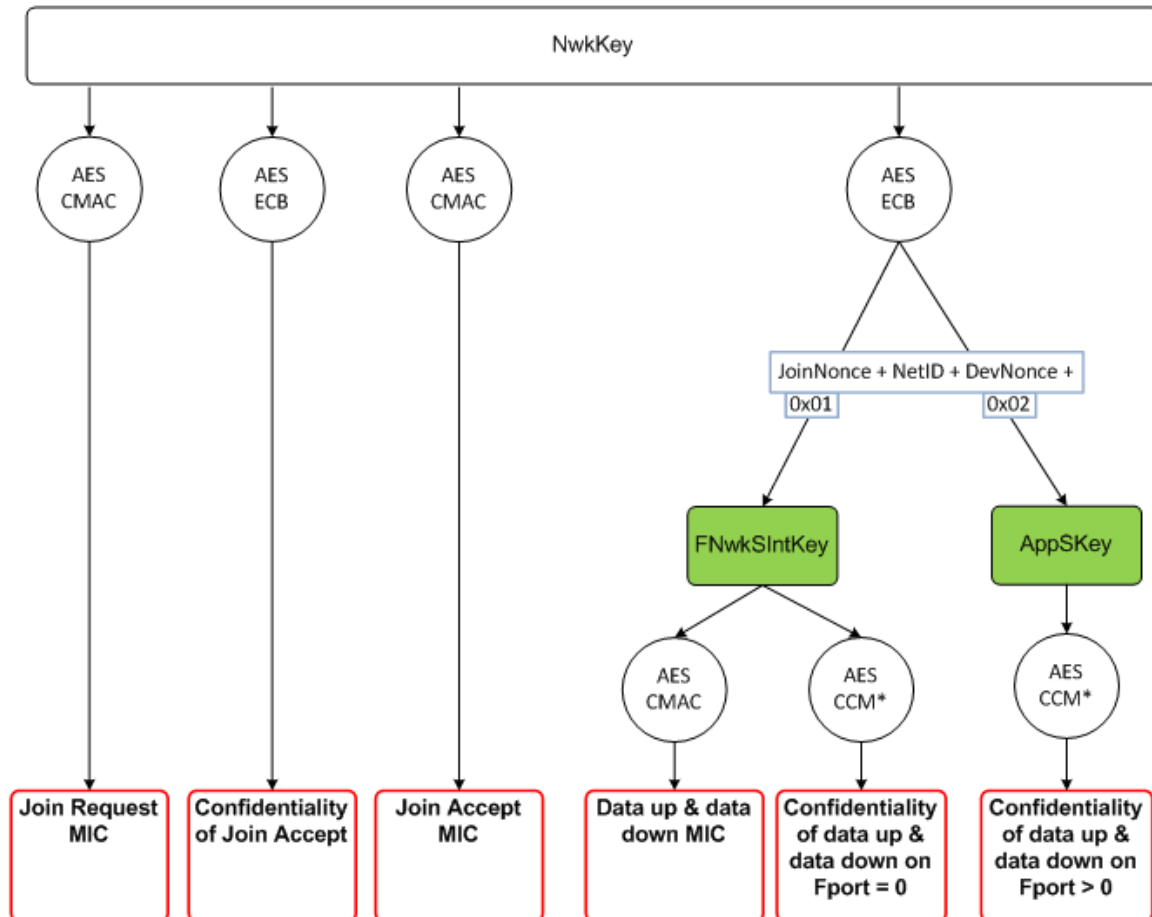 NwkKey
AES
CMAC
AES
ECB
AES
CMAC
AES
ECB
JoinNonce + NetID + DevNonce +
0x01
0x02
FNwkSIntKey
AppSKey
AES
CMAC
AES
CCM*
AES
CCM*
Join Request
MIC
Confidentiality
of Join Accept
Join Accept
MIC
Data up & data
down MIC
Confidentiality
of data up &
data down on
Fport = 0
Confidentiality
of data up &
data down on
Fport > 0